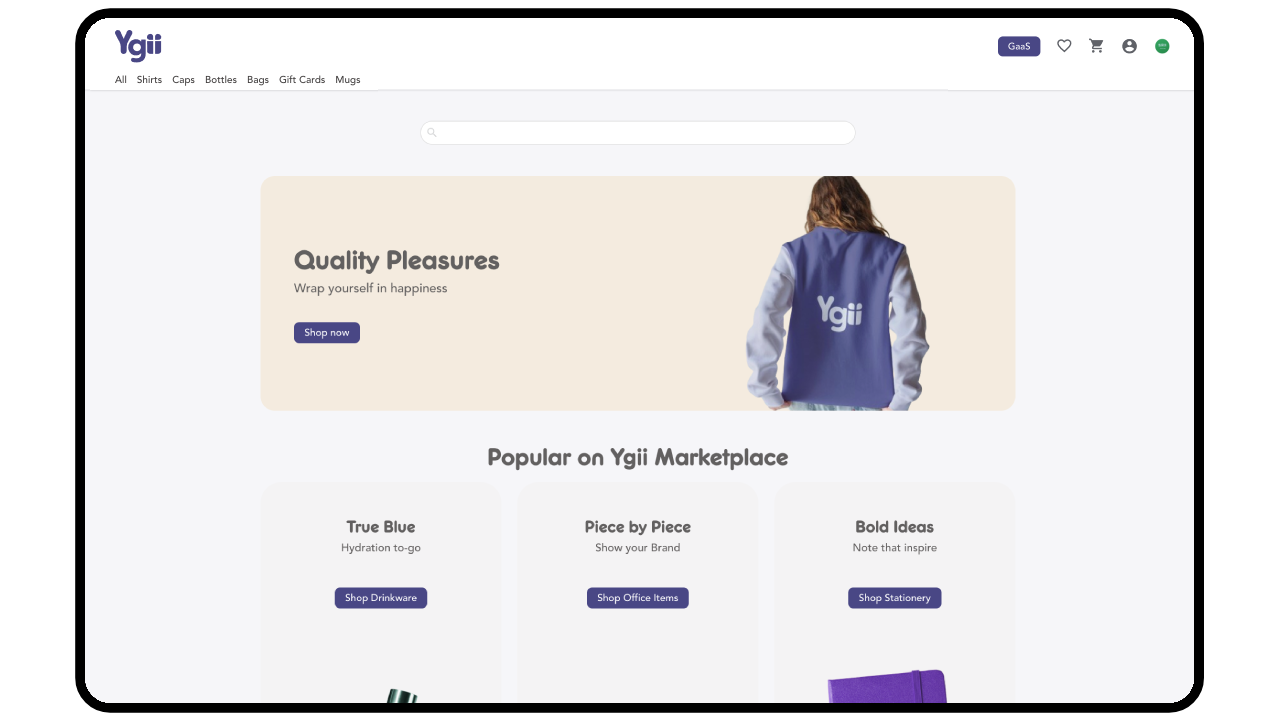 Ygii
GaaS
All Shirts Caps Bottles Bags Gift Cards Mugs
Quality Pleasures
Wrap yourself in happiness
Shop now
Ygii
Popular on Ygii Marketplace
True Blue
Hydration to-go
Shop Drinkware
Piece by Piece
Show your Brand
Shop Office Items
Bold Ideas
Note that inspire
Shop Stationery